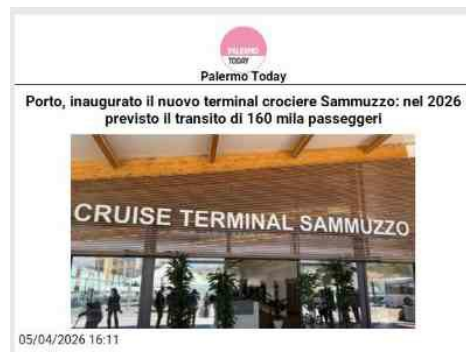 PALERMO
TODAY
Palermo Today
Porto, inaugurato il nuovo terminal crociere Sammuzzo: nel 2026
previsto il transito di 160 mila passeggeri
CRUISE TERMINAL SAMMUZZO
05/04/2026 16:11